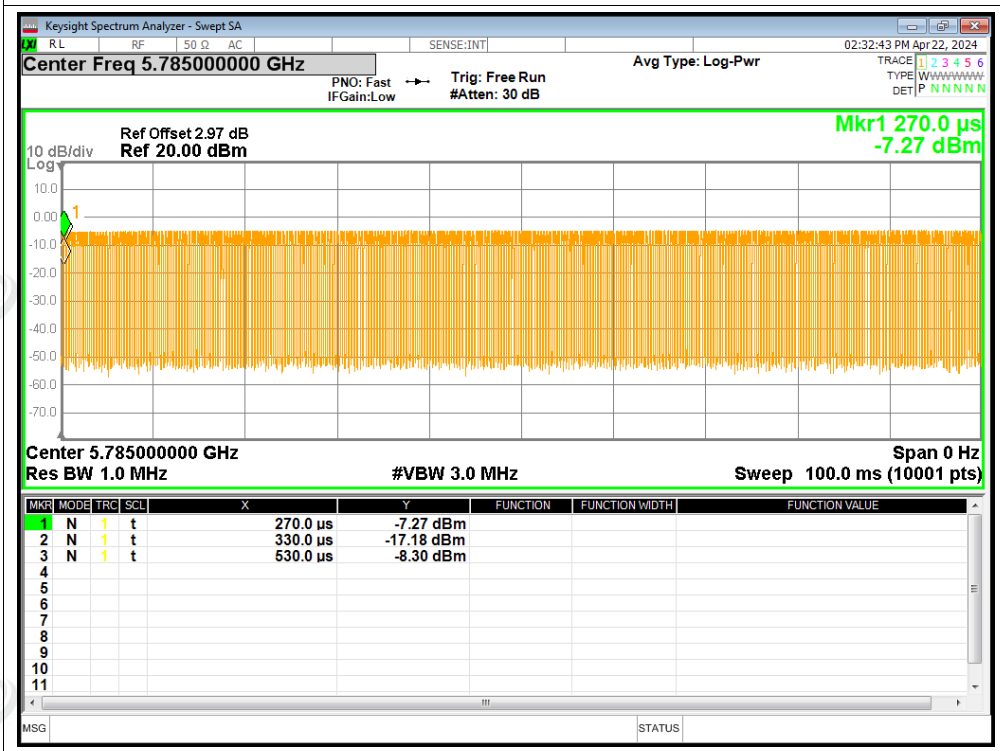 Keysight Spectrum Analyzer - Swept SA
LXI RL RF 50 Ω AC SENSE:INT 02:32:43 PM Apr 22, 2024
Center Freq 5.785000000 GHz Avg Type: Log-Pwr TRACE 1 2 3 4 5 6
PNO: Fast Trig: Free Run TYPE WWWWWWW
IFGain:Low #Atten: 30 dB DET P N N N N N
Mkr1 270.0 µs
-7.27 dBm
Ref Offset 2.97 dB
10 dB/div Ref 20.00 dBm
Log
10.0
0.00
1
-10.0
-20.0
-30.0
-40.0
-50.0
-60.0
-70.0
Center 5.785000000 GHz Span 0 Hz
Res BW 1.0 MHz #VBW 3.0 MHz Sweep 100.0 ms (10001 pts)
MKR MODE TRC SCL X Y FUNCTION FUNCTION WIDTH FUNCTION VALUE
1 N 1 t 270.0 µs -7.27 dBm
2 N 1 t 330.0 µs -17.18 dBm
3 N 1 t 530.0 µs -8.30 dBm
4
5
6
7
8
9
10
11
MSG STATUS